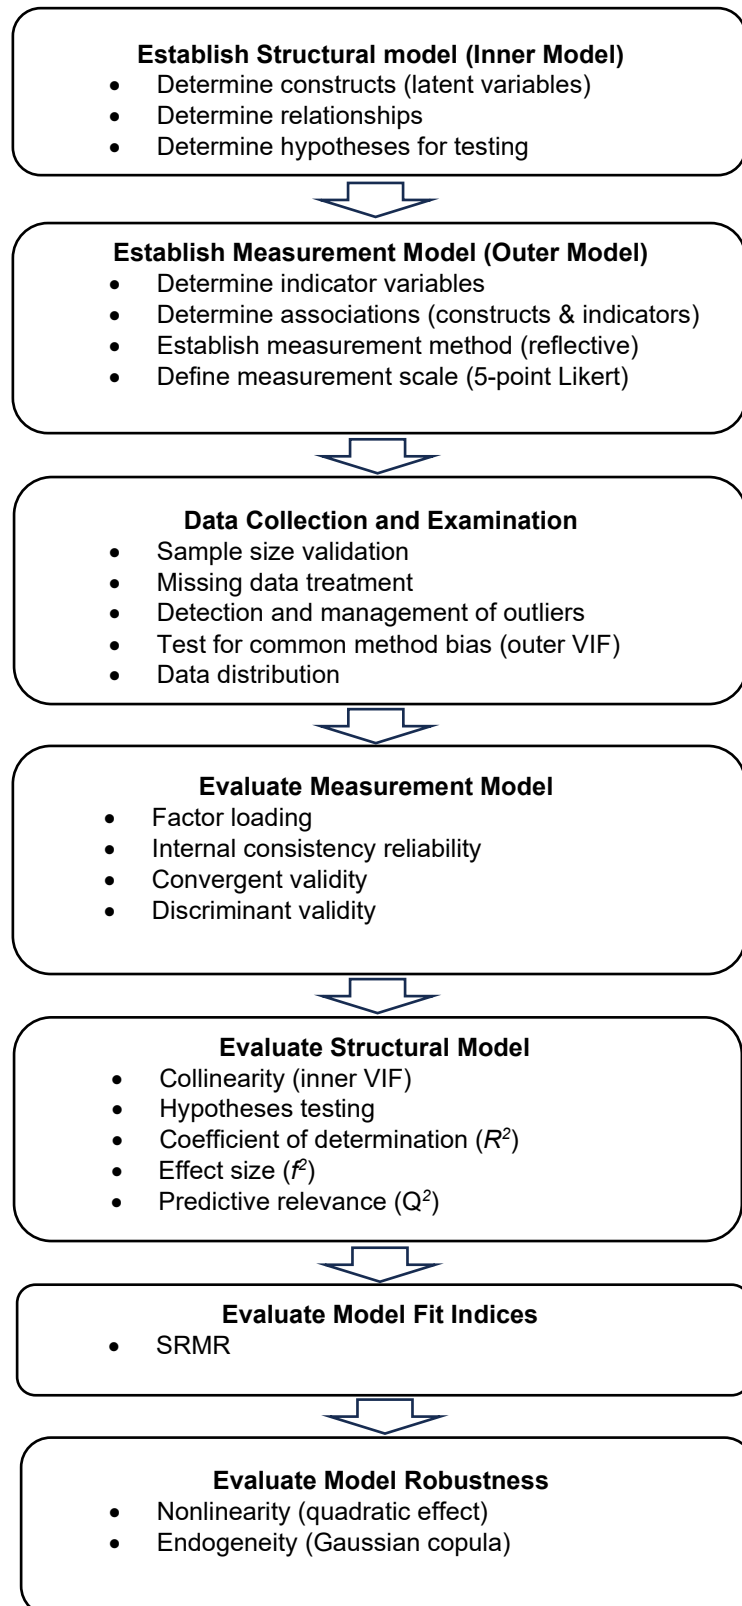 Establish Structural model (Inner Model)
• Determine constructs (latent variables)
• Determine relationships
• Determine hypotheses for testing
Establish Measurement Model (Outer Model)
• Determine indicator variables
• Determine associations (constructs & indicators)
• Establish measurement method (reflective)
• Define measurement scale (5-point Likert)
Data Collection and Examination
• Sample size validation
• Missing data treatment
• Detection and management of outliers
• Test for common method bias (outer VIF)
• Data distribution
Evaluate Measurement Model
• Factor loading
• Internal consistency reliability
• Convergent validity
• Discriminant validity
Evaluate Structural Model
• Collinearity (inner VIF)
• Hypotheses testing
• Coefficient of determination (R²)
• Effect size (f²)
• Predictive relevance (Q²)
Evaluate Model Fit Indices
• SRMR
Evaluate Model Robustness
• Nonlinearity (quadratic effect)
• Endogeneity (Gaussian copula)